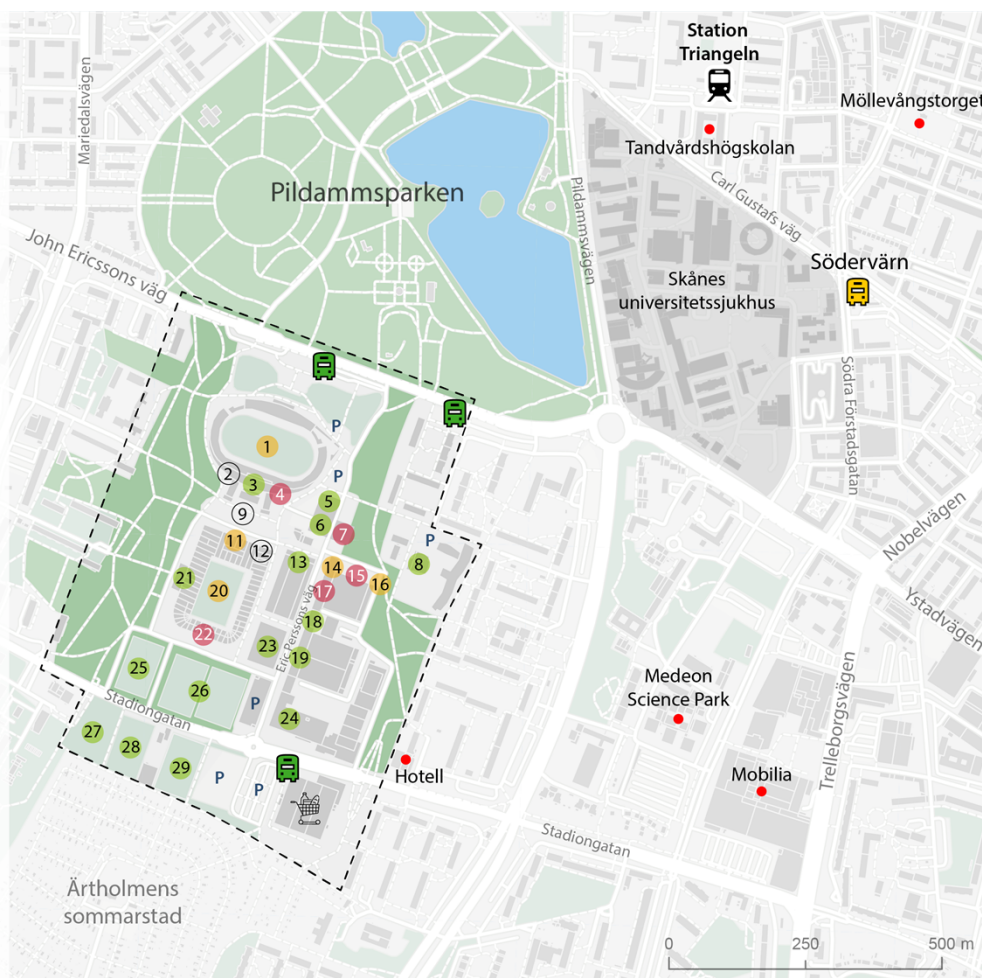 Station
Triangeln
Möllevångstorget
Tandvårdshögskolan
Mariedalsvägen
Pildammsparken
Pildammsvägen
Carl Gustafs väg
John Ericssons väg
Södervärn
Skånes
universitetssjukhus
Södra Förstadsgatan
P
1
2
3
4
P
5
9
6
7
11
12
P
8
13
14
15
16
21
20
17
22
18
Eric Perssons väg
23
19
Nobelvägen
Ystadvägen
25
26
P
24
Stadiongatan
27
28
29
P
P
Hotell
Medeon
Science Park
Mobilia
Trelleborgsvägen
Stadiongatan
Ärtholmens
sommarstad
0 250 500 m